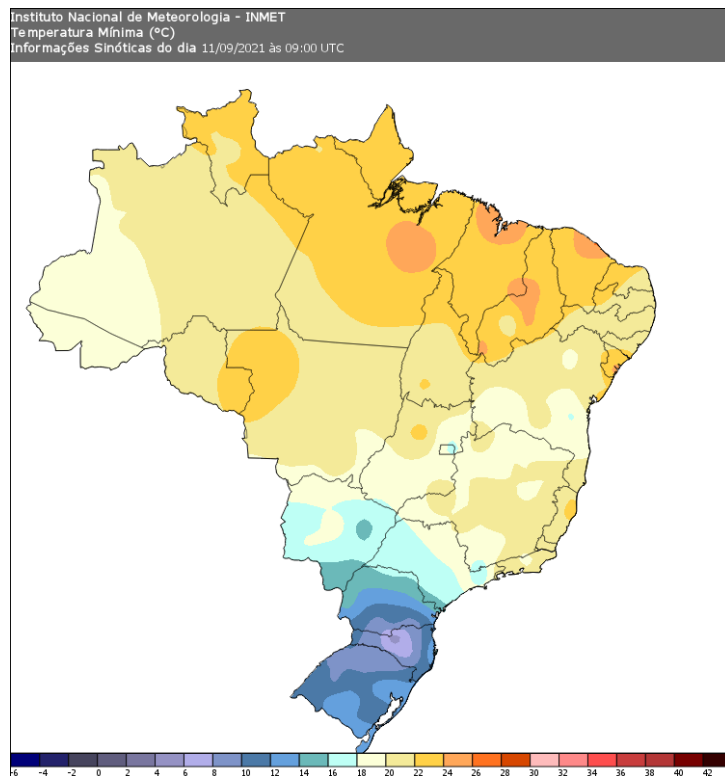 Instituto Nacional de Meteorologia - INMET
Temperatura Mínima (°C)
Informações Sinóticas do dia 11/09/2021 às 09:00 UTC
-6 -4 -2 0 2 4 6 8 10 12 14 16 18 20 22 24 26 28 30 32 34 36 38 40 42